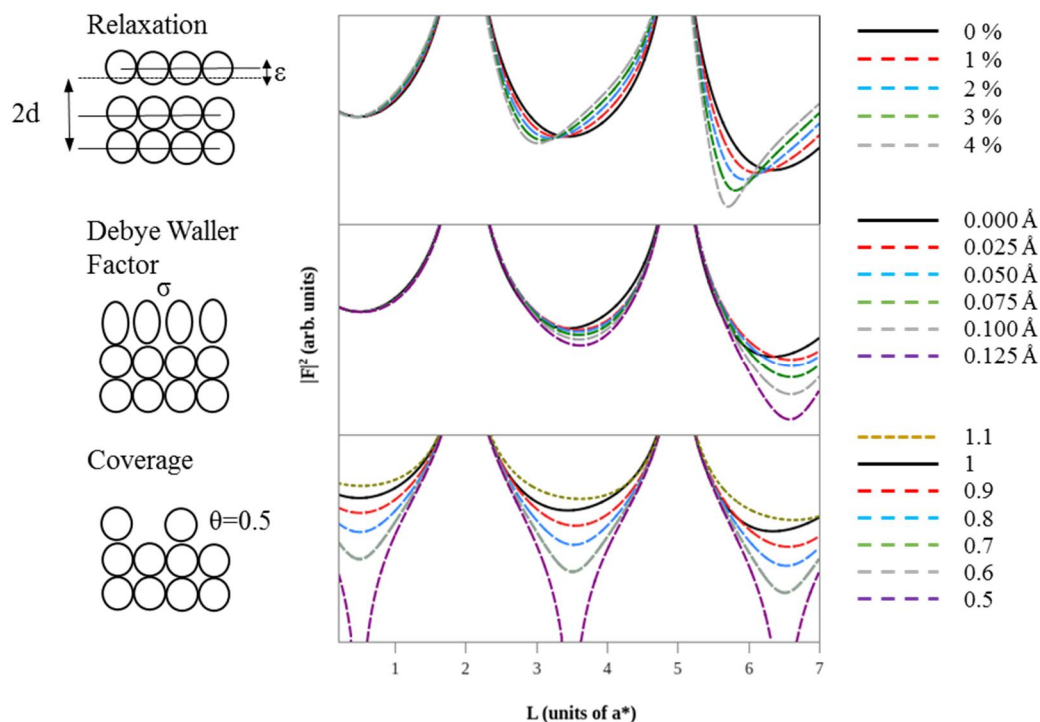 Relaxation
ε
2d
0 %
1 %
2 %
3 %
4 %
Debye Waller
Factor
σ
0.000 Å
0.025 Å
0.050 Å
0.075 Å
0.100 Å
0.125 Å
|F|² (arb. units)
Coverage
θ=0.5
1.1
1
0.9
0.8
0.7
0.6
0.5
1 2 3 4 5 6 7
L (units of a*)